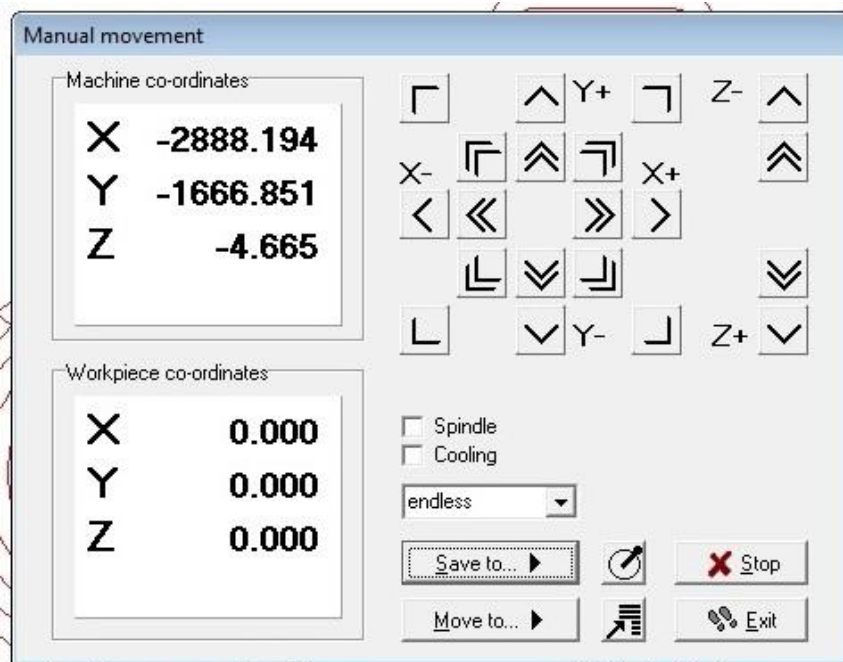 Manual movement
Machine co-ordinates
X -2888.194
Y -1666.851
Z -4.665
Y+
Z-
X-
X+
Y-
Z+
Workpiece co-ordinates
X 0.000
Y 0.000
Z 0.000
Spindle
Cooling
endless
Save to...
Stop
Move to...
Exit